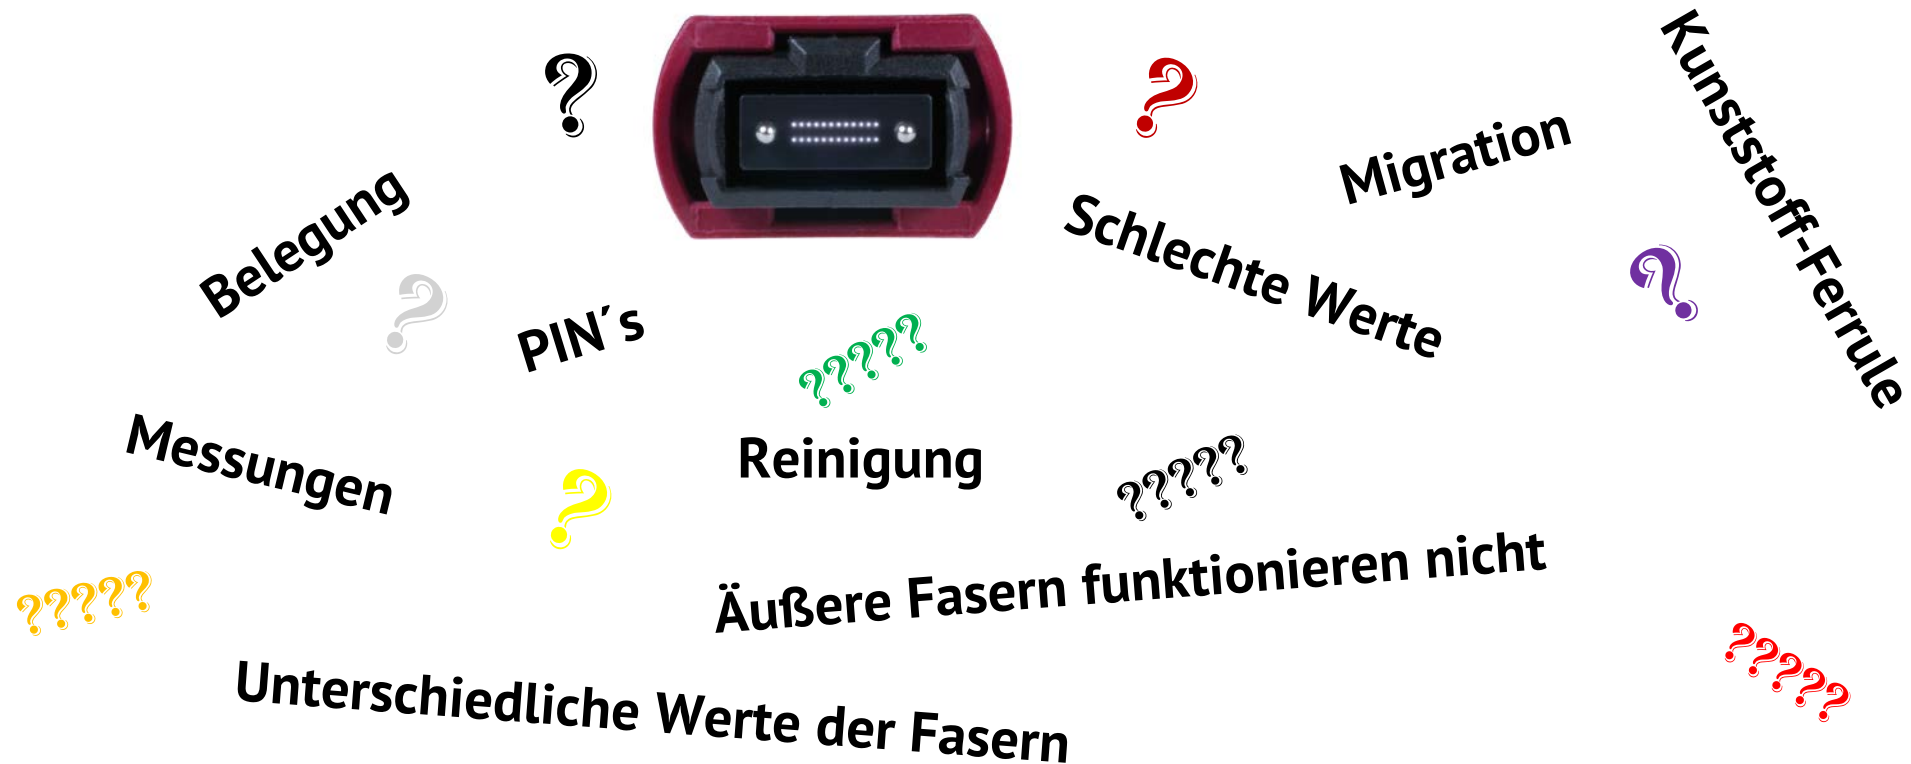 ?
?
Kunststoff-Ferrule
Migration
Belegung
Schlechte Werte
?
?
PIN´s
?????
Messungen
Reinigung
?????
?
Äußere Fasern funktionieren nicht
?????
?????
Unterschiedliche Werte der Fasern